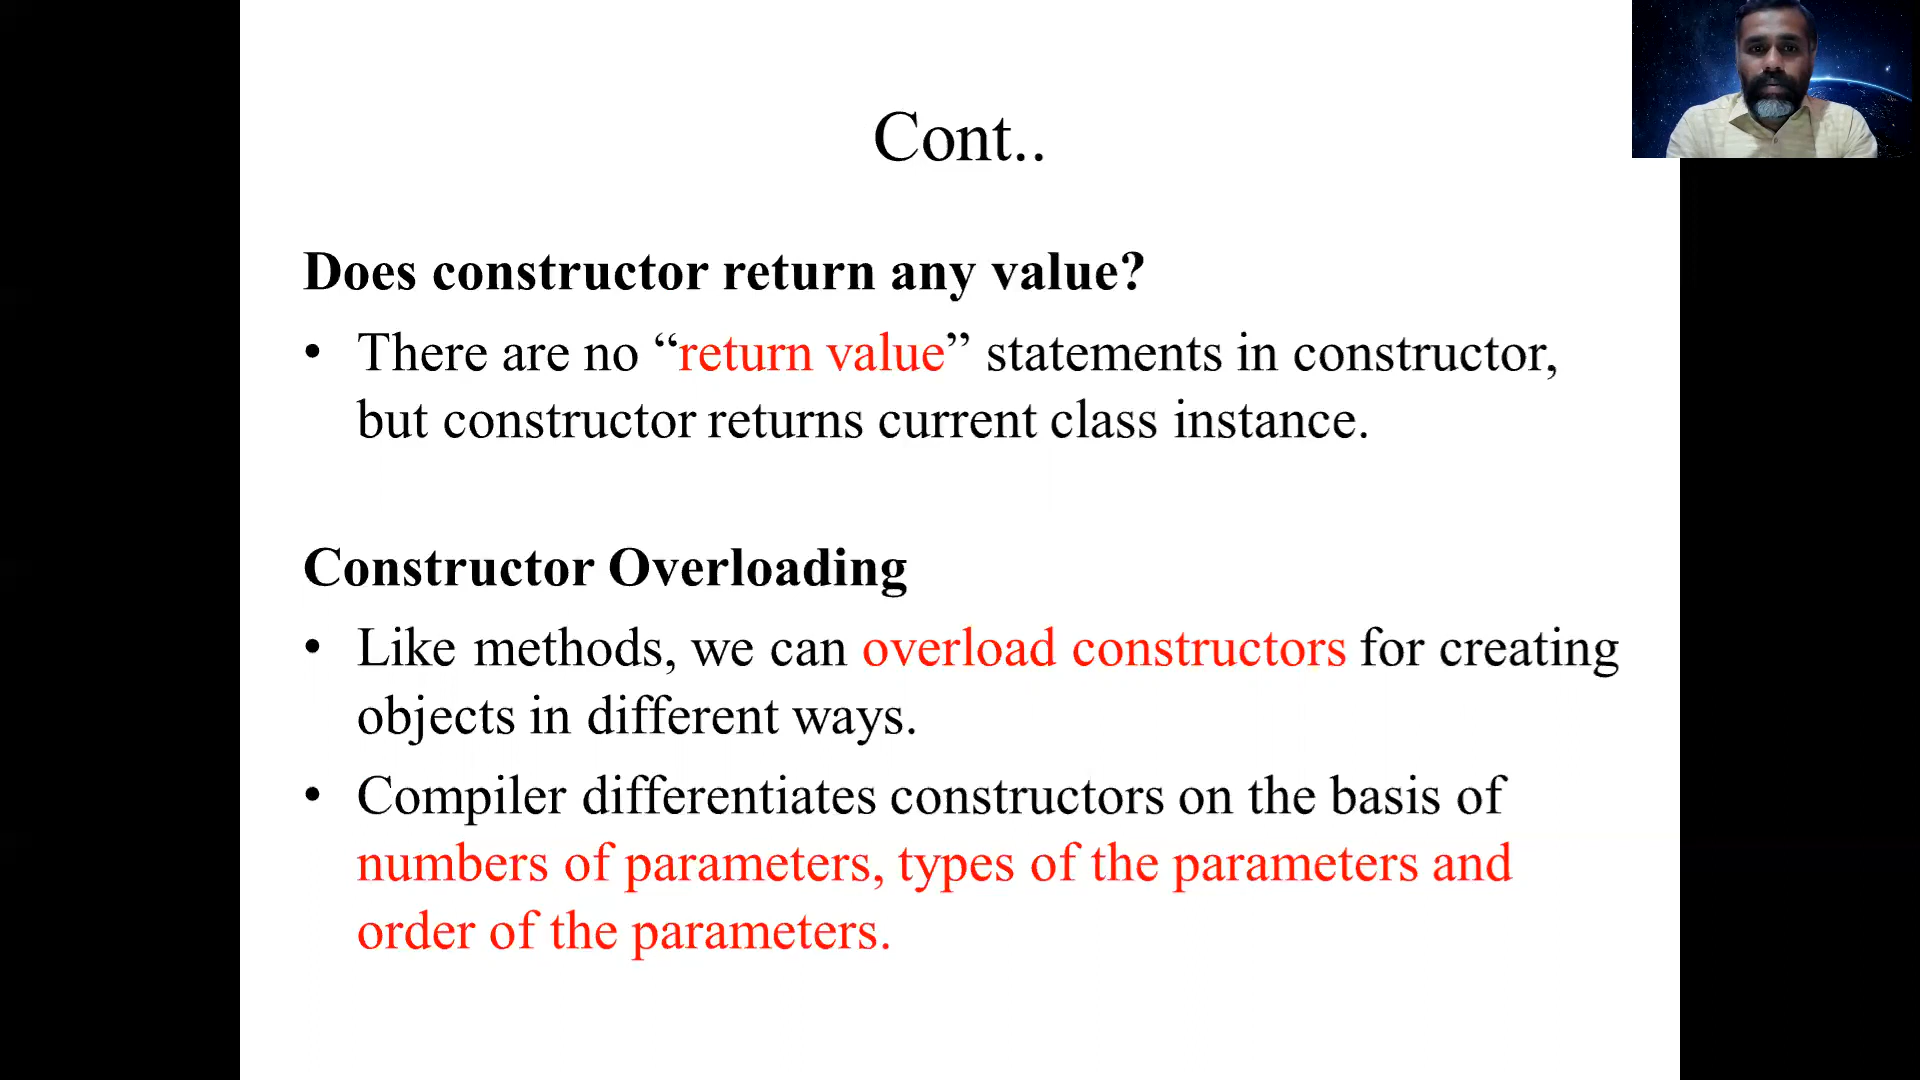 Cont..
Does constructor return any value?
• There are no “return value” statements in constructor,
but constructor returns current class instance.
Constructor Overloading
• Like methods, we can overload constructors for creating
objects in different ways.
• Compiler differentiates constructors on the basis of
numbers of parameters, types of the parameters and
order of the parameters.